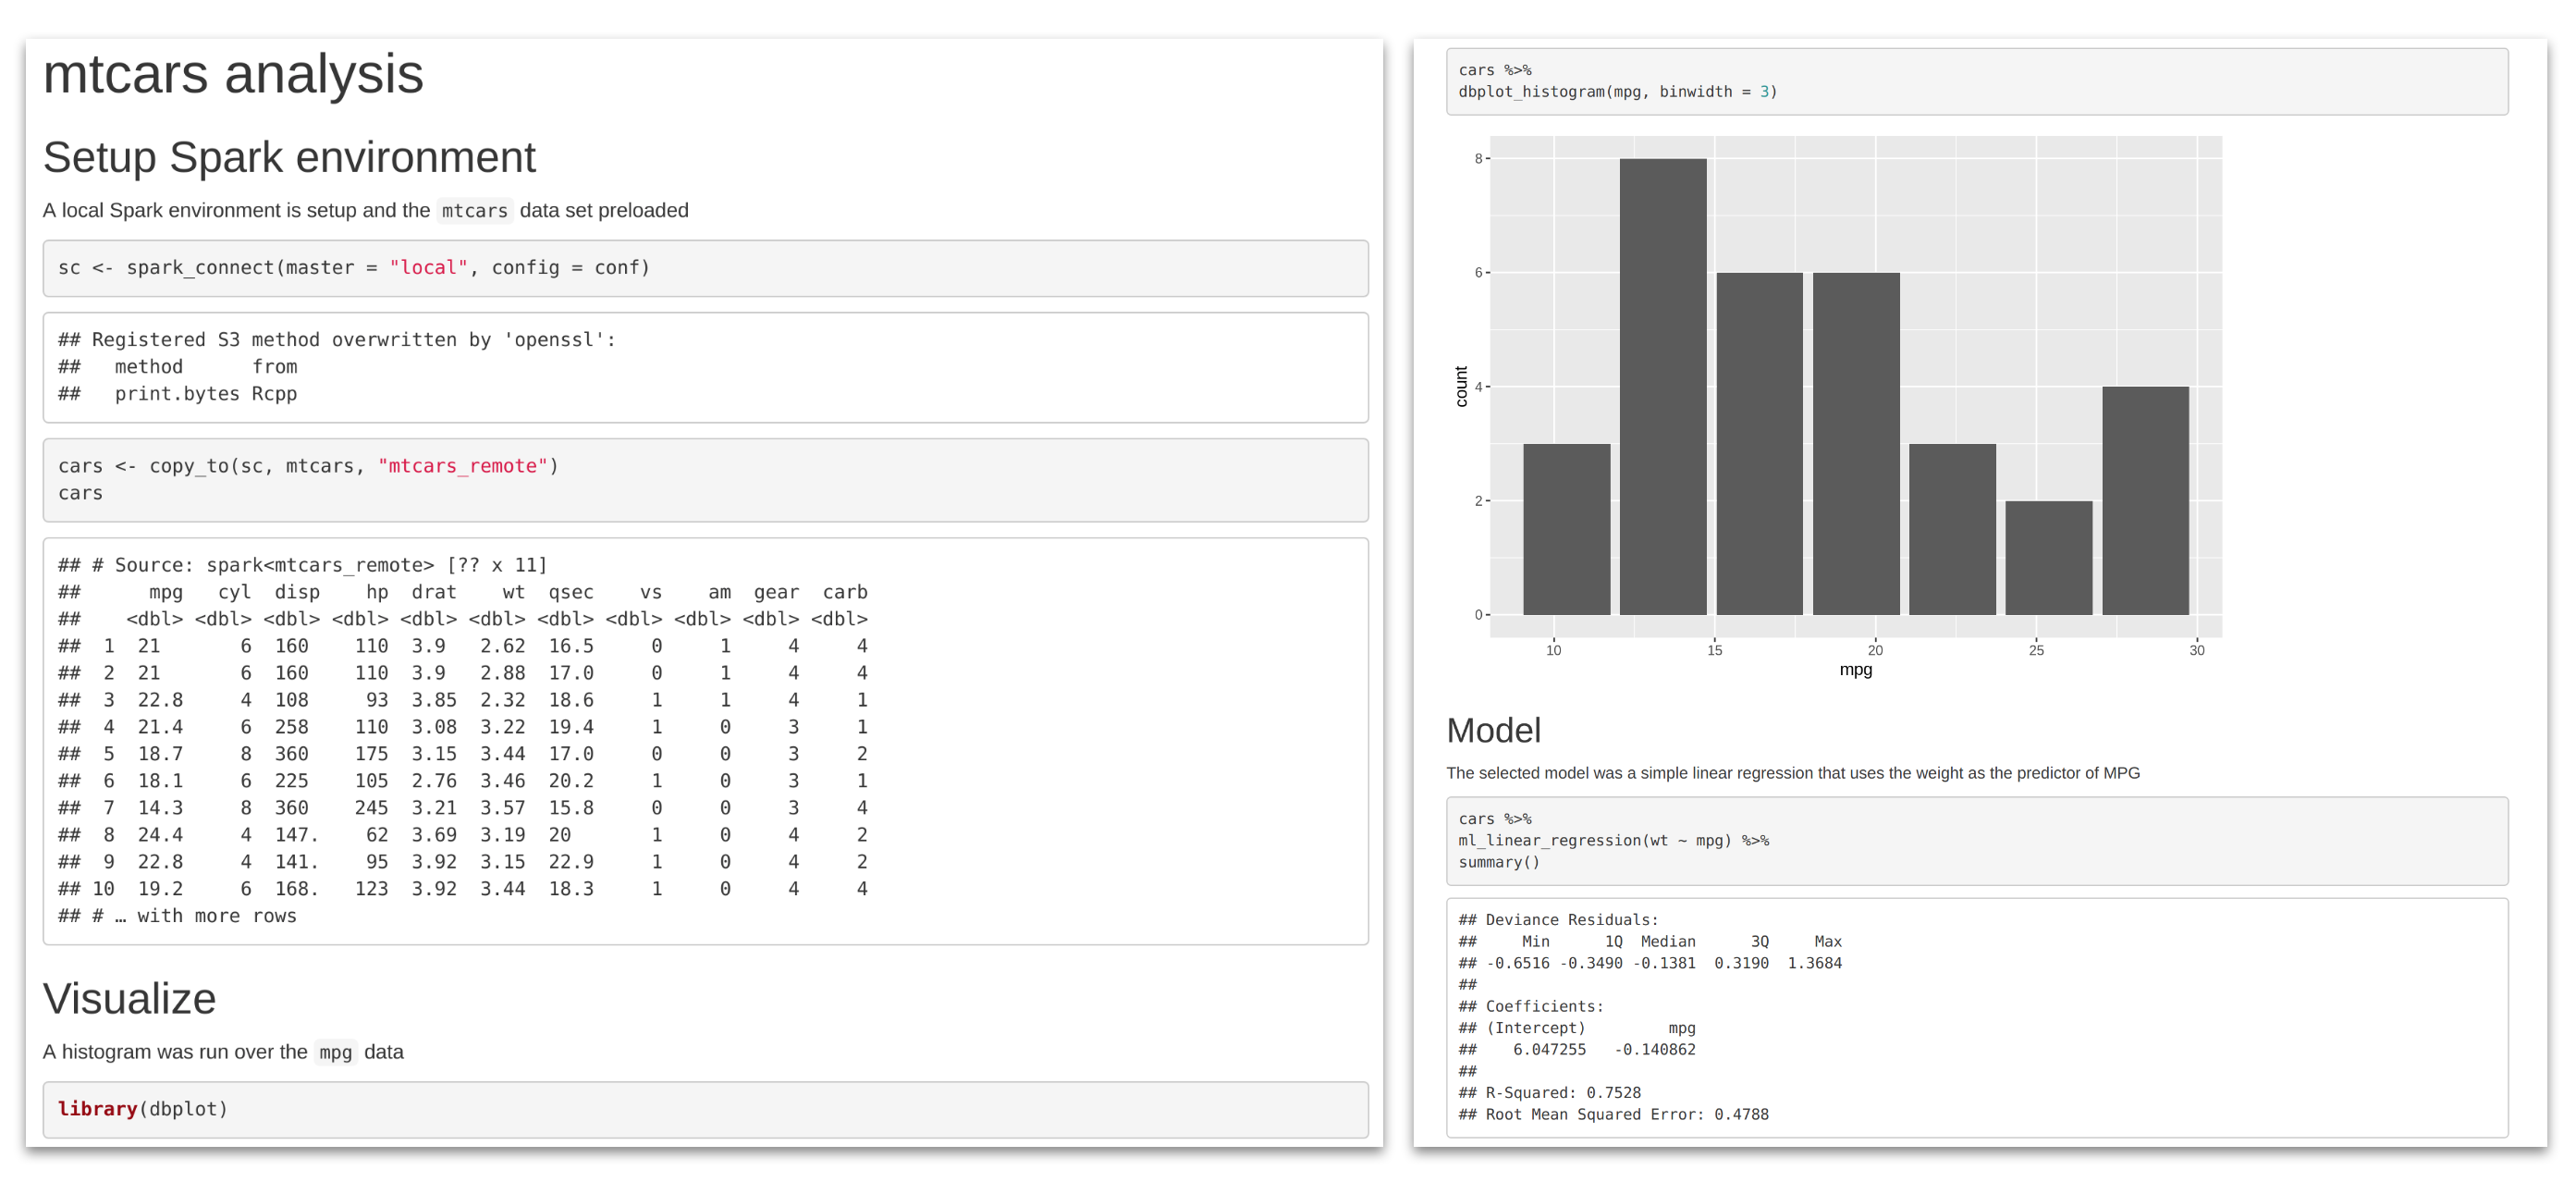 mtcars analysis
Setup Spark environment
A local Spark environment is setup and the mtcars data set preloaded
sc <- spark_connect(master = "local", config = conf)
## Registered S3 method overwritten by 'openssl':
##   method      from
##   print.bytes Rcpp
cars <- copy_to(sc, mtcars, "mtcars_remote")
cars
## # Source: spark<mtcars_remote> [?? x 11]
##      mpg   cyl  disp    hp  drat    wt  qsec    vs    am  gear  carb
##    <dbl> <dbl> <dbl> <dbl> <dbl> <dbl> <dbl> <dbl> <dbl> <dbl> <dbl>
##  1  21       6  160    110  3.9   2.62  16.5     0     1     4     4
##  2  21       6  160    110  3.9   2.88  17.0     0     1     4     4
##  3  22.8     4  108     93  3.85  2.32  18.6     1     1     4     1
##  4  21.4     6  258    110  3.08  3.22  19.4     1     0     3     1
##  5  18.7     8  360    175  3.15  3.44  17.0     0     0     3     2
##  6  18.1     6  225    105  2.76  3.46  20.2     1     0     3     1
##  7  14.3     8  360    245  3.21  3.57  15.8     0     0     3     4
##  8  24.4     4  147.    62  3.69  3.19  20       1     0     4     2
##  9  22.8     4  141.    95  3.92  3.15  22.9     1     0     4     2
## 10  19.2     6  168.   123  3.92  3.44  18.3     1     0     4     4
## # … with more rows
Visualize
A histogram was run over the mpg data
library(dbplot)
cars %>%
dbplot_histogram(mpg, binwidth = 3)
8
6
4
2
0
count
10 15 20 25 30
mpg
Model
The selected model was a simple linear regression that uses the weight as the predictor of MPG
cars %>%
ml_linear_regression(wt ~ mpg) %>%
summary()
## Deviance Residuals:
##     Min      1Q  Median      3Q     Max
## -0.6516 -0.3490 -0.1381  0.3190  1.3684
##
## Coefficients:
## (Intercept)         mpg
##    6.047255   -0.140862
##
## R-Squared: 0.7528
## Root Mean Squared Error: 0.4788